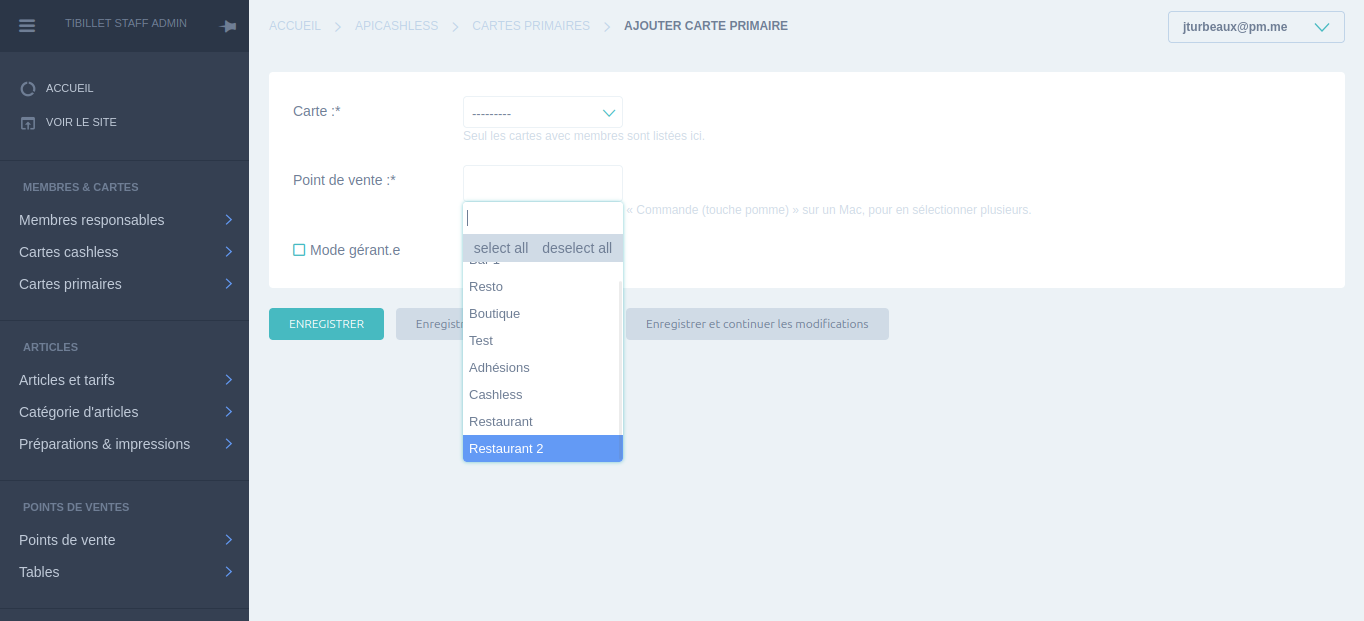 TIBILLET STAFF ADMIN
ACCUEIL
VOIR LE SITE
MEMBRES & CARTES
Membres responsables
Cartes cashless
Cartes primaires
ARTICLES
Articles et tarifs
Catégorie d'articles
Préparations & impressions
POINTS DE VENTES
Points de vente
Tables
ACCUEIL APICASHLESS CARTES PRIMAIRES AJOUTER CARTE PRIMAIRE
jturbeaux@pm.me
Carte :*
---------
Seul les cartes avec membres sont listées ici.
Point de vente :*
« Commande (touche pomme) » sur un Mac, pour en sélectionner plusieurs.
select all deselect all
Bar 1
Resto
Boutique
Test
Adhésions
Cashless
Restaurant
Restaurant 2
Mode gérant.e
ENREGISTRER
Enregistrer et continuer les modifications